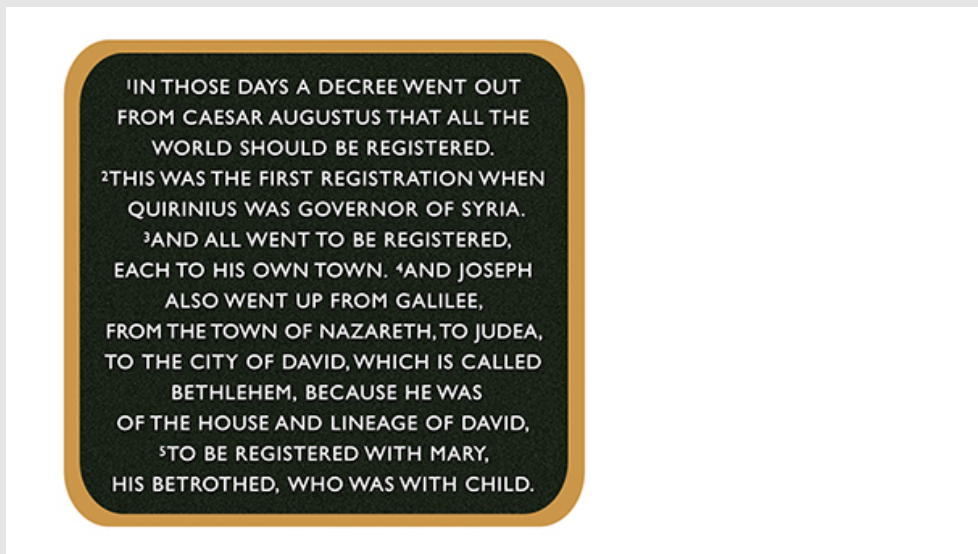 ¹IN THOSE DAYS A DECREE WENT OUT
FROM CAESAR AUGUSTUS THAT ALL THE
WORLD SHOULD BE REGISTERED.
²THIS WAS THE FIRST REGISTRATION WHEN
QUIRINIUS WAS GOVERNOR OF SYRIA.
³AND ALL WENT TO BE REGISTERED,
EACH TO HIS OWN TOWN. ⁴AND JOSEPH
ALSO WENT UP FROM GALILEE,
FROM THE TOWN OF NAZARETH, TO JUDEA,
TO THE CITY OF DAVID, WHICH IS CALLED
BETHLEHEM, BECAUSE HE WAS
OF THE HOUSE AND LINEAGE OF DAVID,
⁵TO BE REGISTERED WITH MARY,
HIS BETROTHED, WHO WAS WITH CHILD.